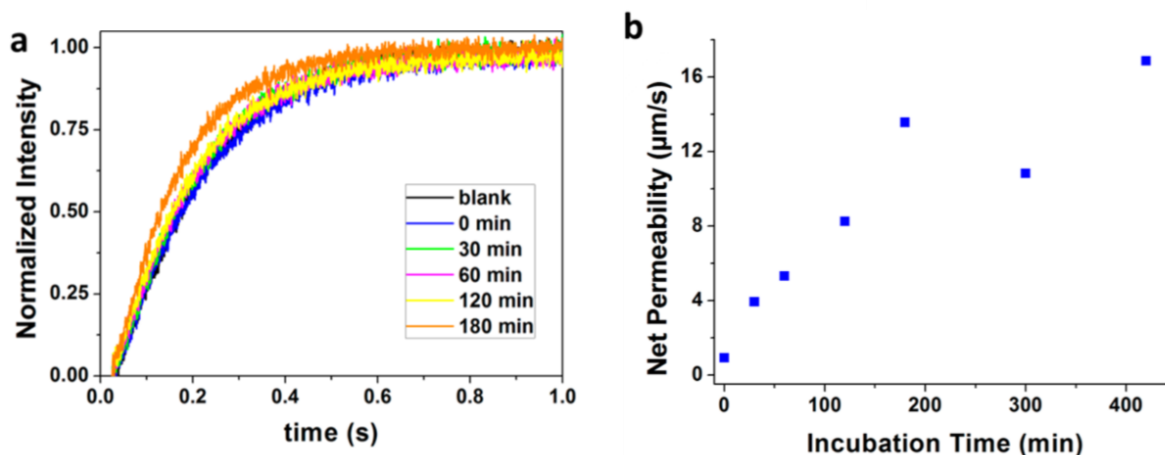 a
1.00
0.75
0.50
0.25
0.00
Normalized Intensity
0.0 0.2 0.4 0.6 0.8 1.0
time (s)
blank
0 min
30 min
60 min
120 min
180 min
b
16
12
8
4
0
Net Permeability (µm/s)
0 100 200 300 400
Incubation Time (min)